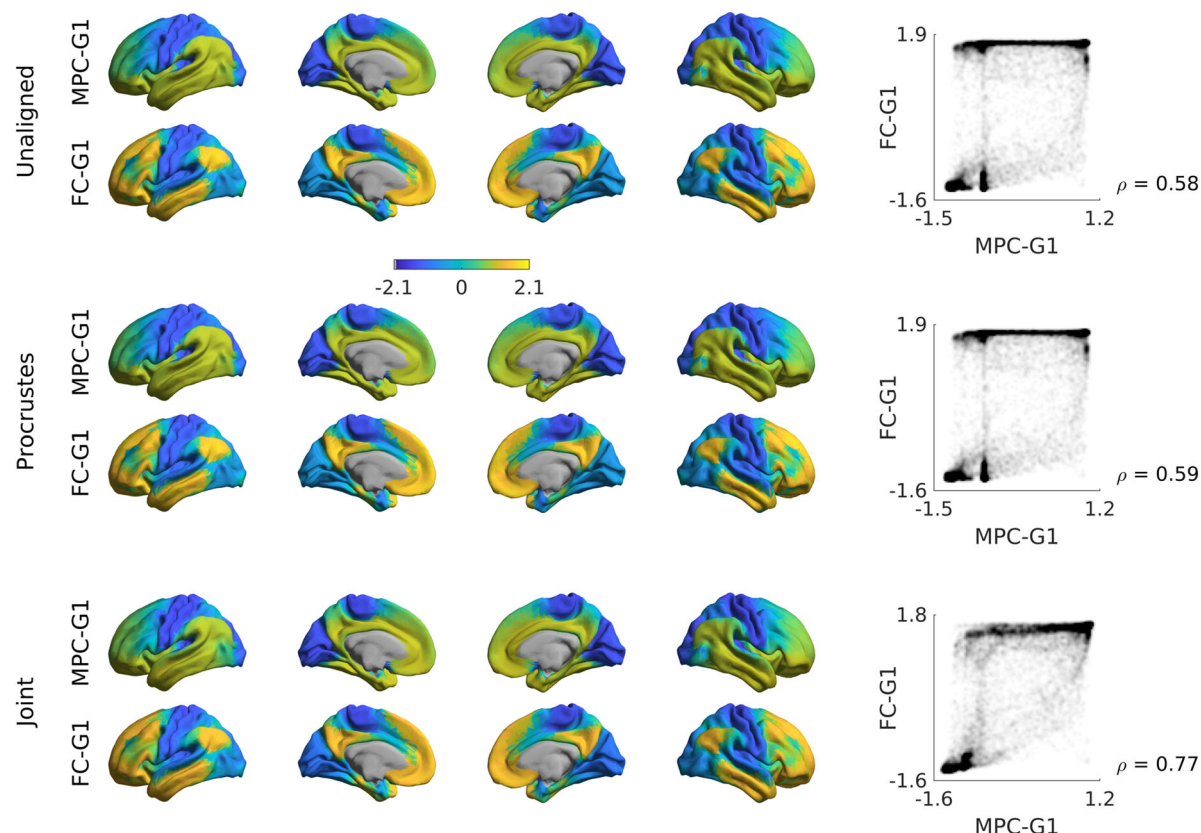 Unaligned
MPC-G1
FC-G1
1.9
FC-G1
-1.6
-1.5 1.2
MPC-G1
ρ = 0.58
-2.1 0 2.1
Procrustes
MPC-G1
FC-G1
1.9
FC-G1
-1.6
-1.5 1.2
MPC-G1
ρ = 0.59
Joint
MPC-G1
FC-G1
1.8
FC-G1
-1.6
-1.6 1.2
MPC-G1
ρ = 0.77